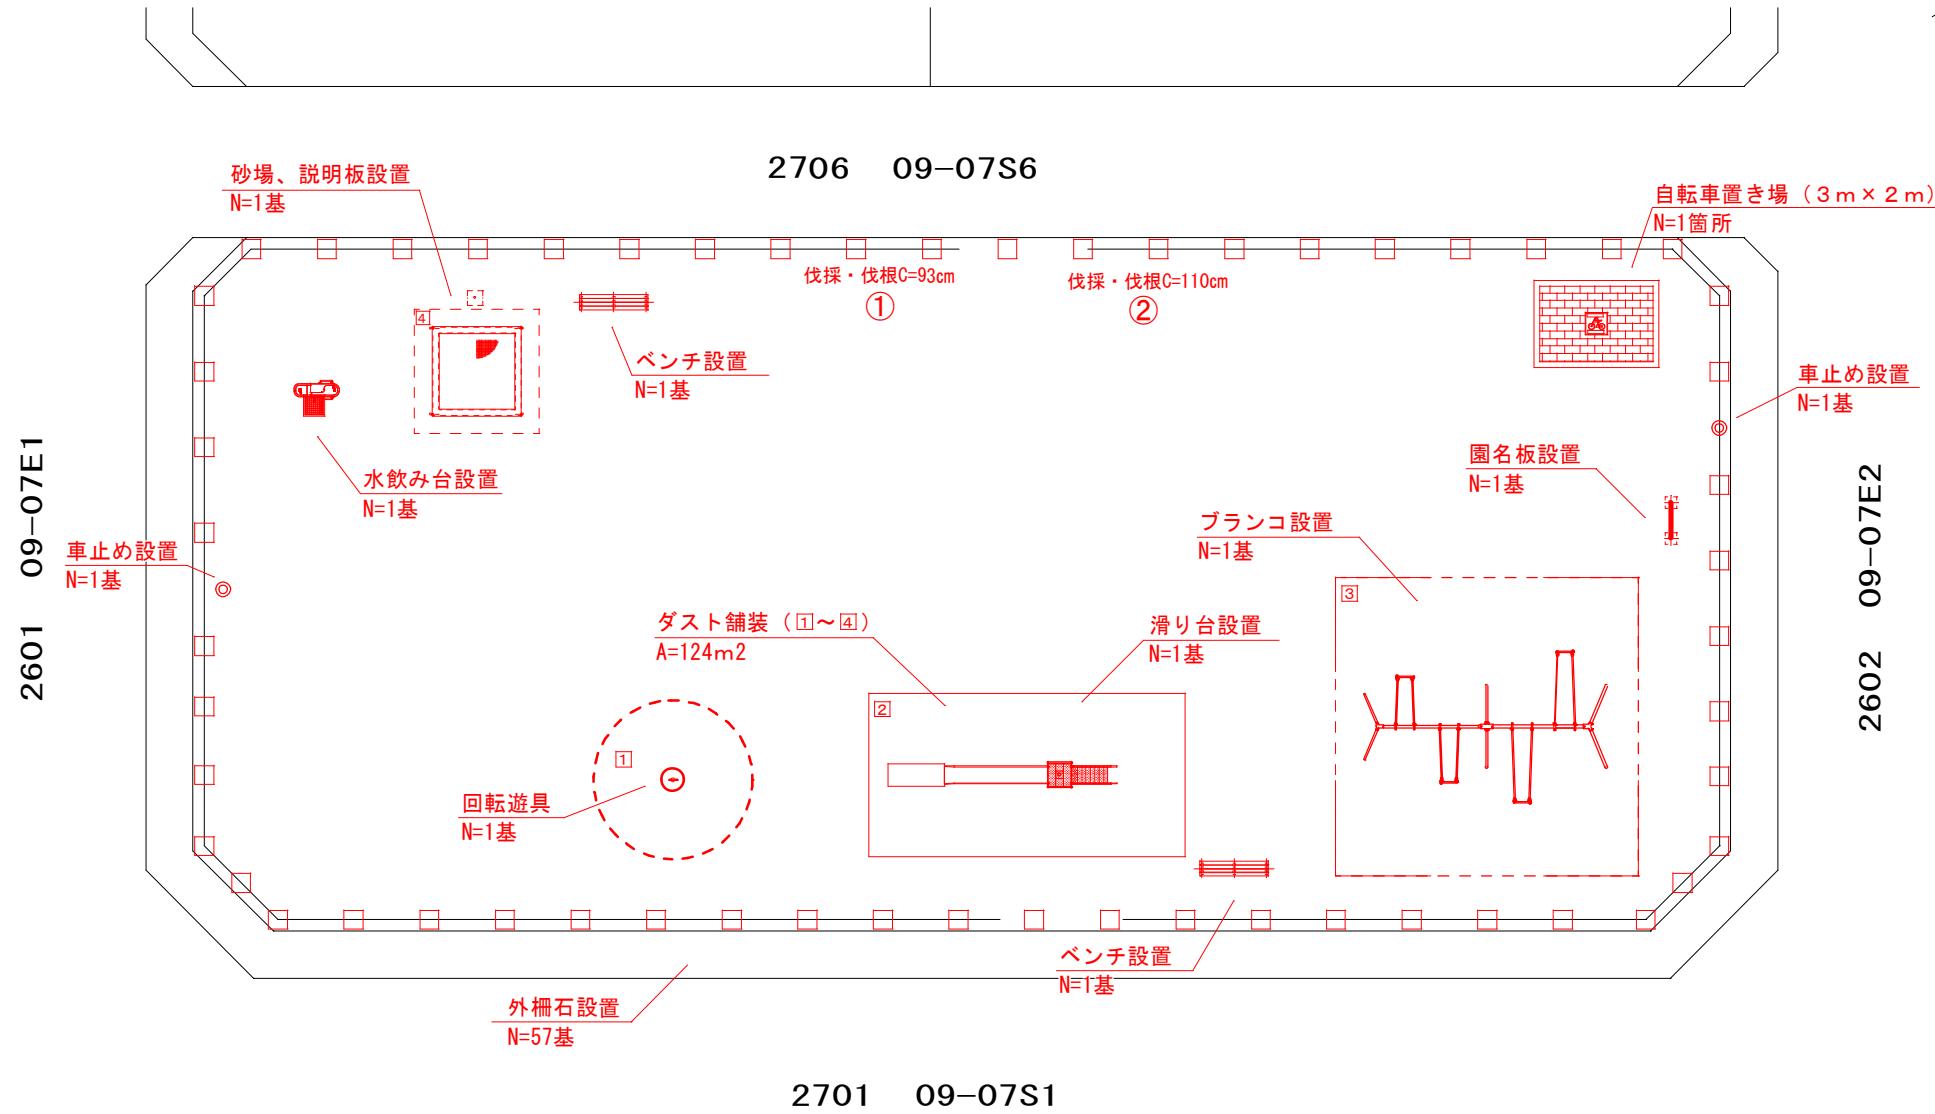 2706 09-07S6
砂場、説明板設置
N=1基
自転車置き場（３ｍ×２ｍ）
N=1箇所
伐採・伐根C=93cm
①
伐採・伐根C=110cm
②
4
ベンチ設置
N=1基
車止め設置
N=1基
水飲み台設置
N=1基
園名板設置
N=1基
2601 09-07E1
2602 09-07E2
車止め設置
N=1基
ブランコ設置
N=1基
3
ダスト舗装（1～4）
A=124m2
滑り台設置
N=1基
2
1
回転遊具
N=1基
ベンチ設置
N=1基
外柵石設置
N=57基
2701 09-07S1